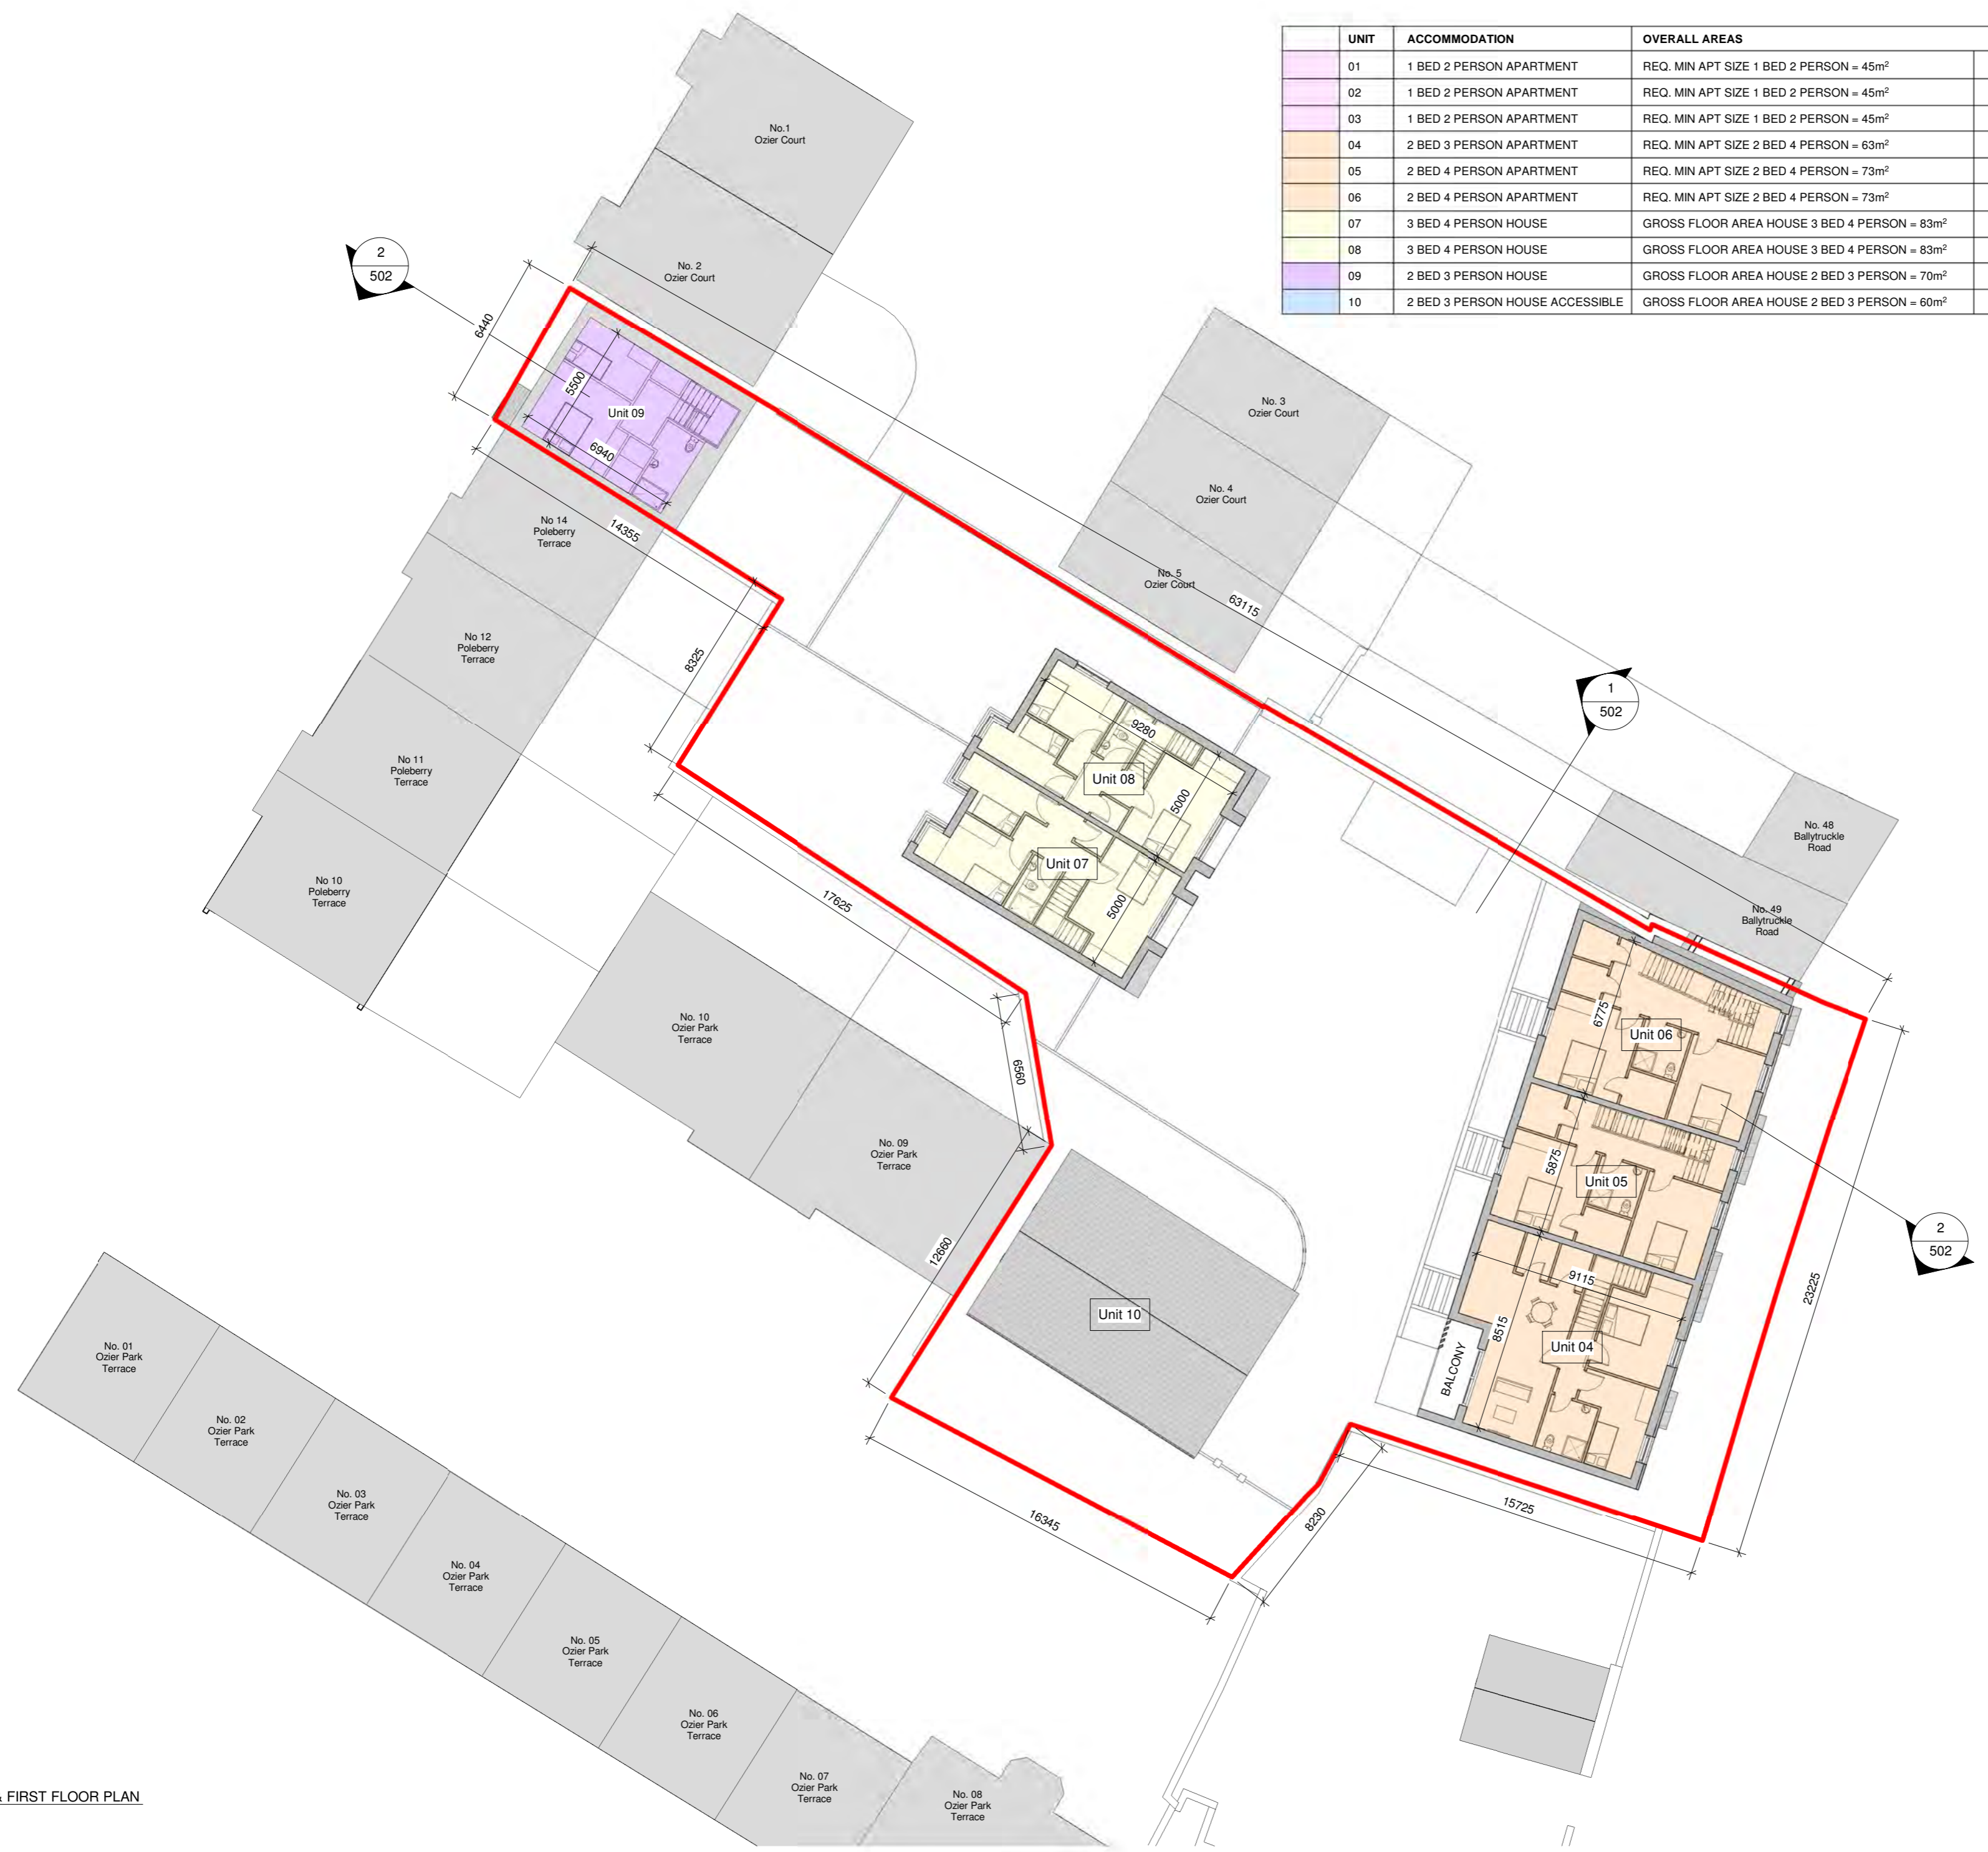 UNIT ACCOMMODATION OVERALL AREAS
01 1 BED 2 PERSON APARTMENT REQ. MIN APT SIZE 1 BED 2 PERSON = 45m²
02 1 BED 2 PERSON APARTMENT REQ. MIN APT SIZE 1 BED 2 PERSON = 45m²
03 1 BED 2 PERSON APARTMENT REQ. MIN APT SIZE 1 BED 2 PERSON = 45m²
04 2 BED 3 PERSON APARTMENT REQ. MIN APT SIZE 2 BED 4 PERSON = 63m²
05 2 BED 4 PERSON APARTMENT REQ. MIN APT SIZE 2 BED 4 PERSON = 73m²
06 2 BED 4 PERSON APARTMENT REQ. MIN APT SIZE 2 BED 4 PERSON = 73m²
07 3 BED 4 PERSON HOUSE GROSS FLOOR AREA HOUSE 3 BED 4 PERSON = 83m²
08 3 BED 4 PERSON HOUSE GROSS FLOOR AREA HOUSE 3 BED 4 PERSON = 83m²
09 2 BED 3 PERSON HOUSE GROSS FLOOR AREA HOUSE 2 BED 3 PERSON = 70m²
10 2 BED 3 PERSON HOUSE ACCESSIBLE GROSS FLOOR AREA HOUSE 2 BED 3 PERSON = 60m²
No.1
Ozier Court
No. 2
Ozier Court
2
502
6440
5500
Unit 09
6940
14355
No. 3
Ozier Court
No. 4
Ozier Court
No. 5
Ozier Court
63115
No 14
Poleberry
Terrace
No 12
Poleberry
Terrace
8325
No 11
Poleberry
Terrace
No 10
Poleberry
Terrace
17625
9280
Unit 08
5000
Unit 07
5000
1
502
No. 48
Ballytruckle
Road
No. 49
Ballytruckle
Road
No. 10
Ozier Park
Terrace
6560
No. 09
Ozier Park
Terrace
12660
6775
Unit 06
5875
Unit 05
9115
8515
Unit 04
BALCONY
2
502
23225
Unit 10
16345
8230
15725
No. 01
Ozier Park
Terrace
No. 02
Ozier Park
Terrace
No. 03
Ozier Park
Terrace
No. 04
Ozier Park
Terrace
No. 05
Ozier Park
Terrace
No. 06
Ozier Park
Terrace
No. 07
Ozier Park
Terrace
No. 08
Ozier Park
Terrace
FIRST FLOOR PLAN